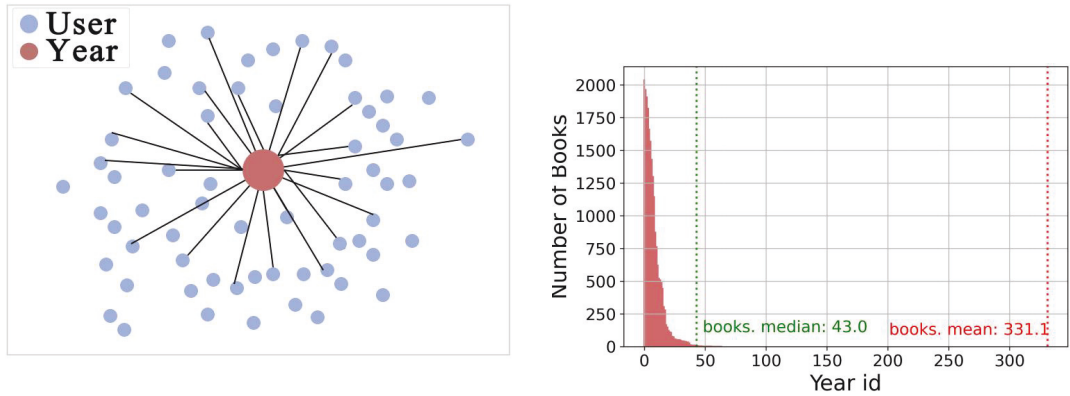 User
Year
2000
1750
1500
1250
1000
750
500
250
0
Number of Books
books. median: 43.0
books. mean: 331.1
0 50 100 150 200 250 300
Year id